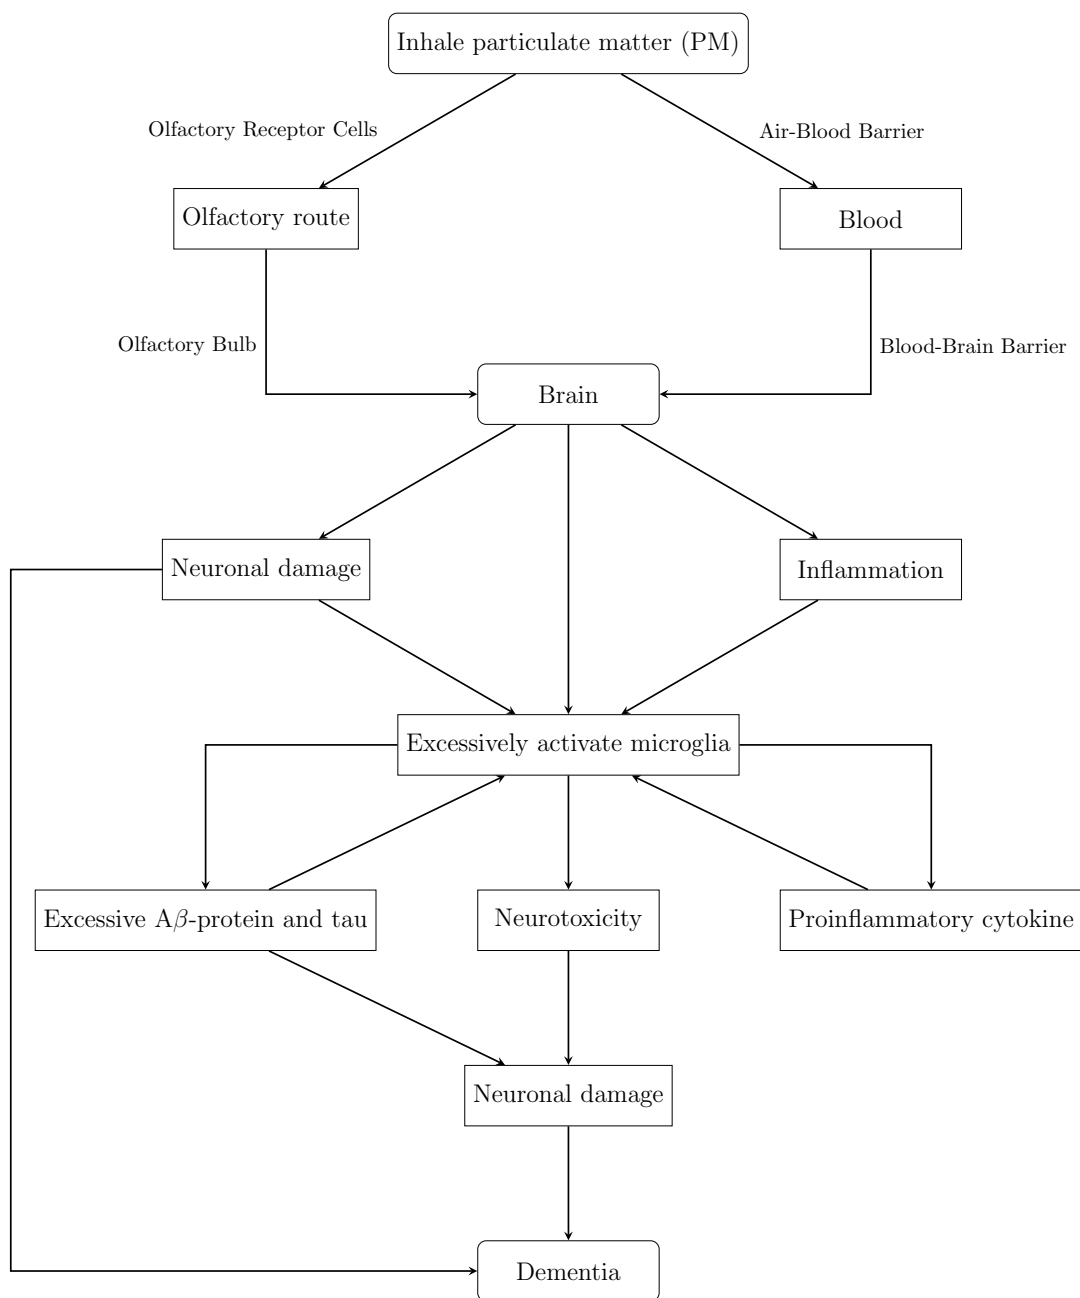 Inhale particulate matter (PM)
Olfactory Receptor Cells
Air-Blood Barrier
Olfactory route
Blood
Olfactory Bulb
Blood-Brain Barrier
Brain
Neuronal damage
Inflammation
Excessively activate microglia
Excessive Aβ-protein and tau
Neurotoxicity
Proinflammatory cytokine
Neuronal damage
Dementia